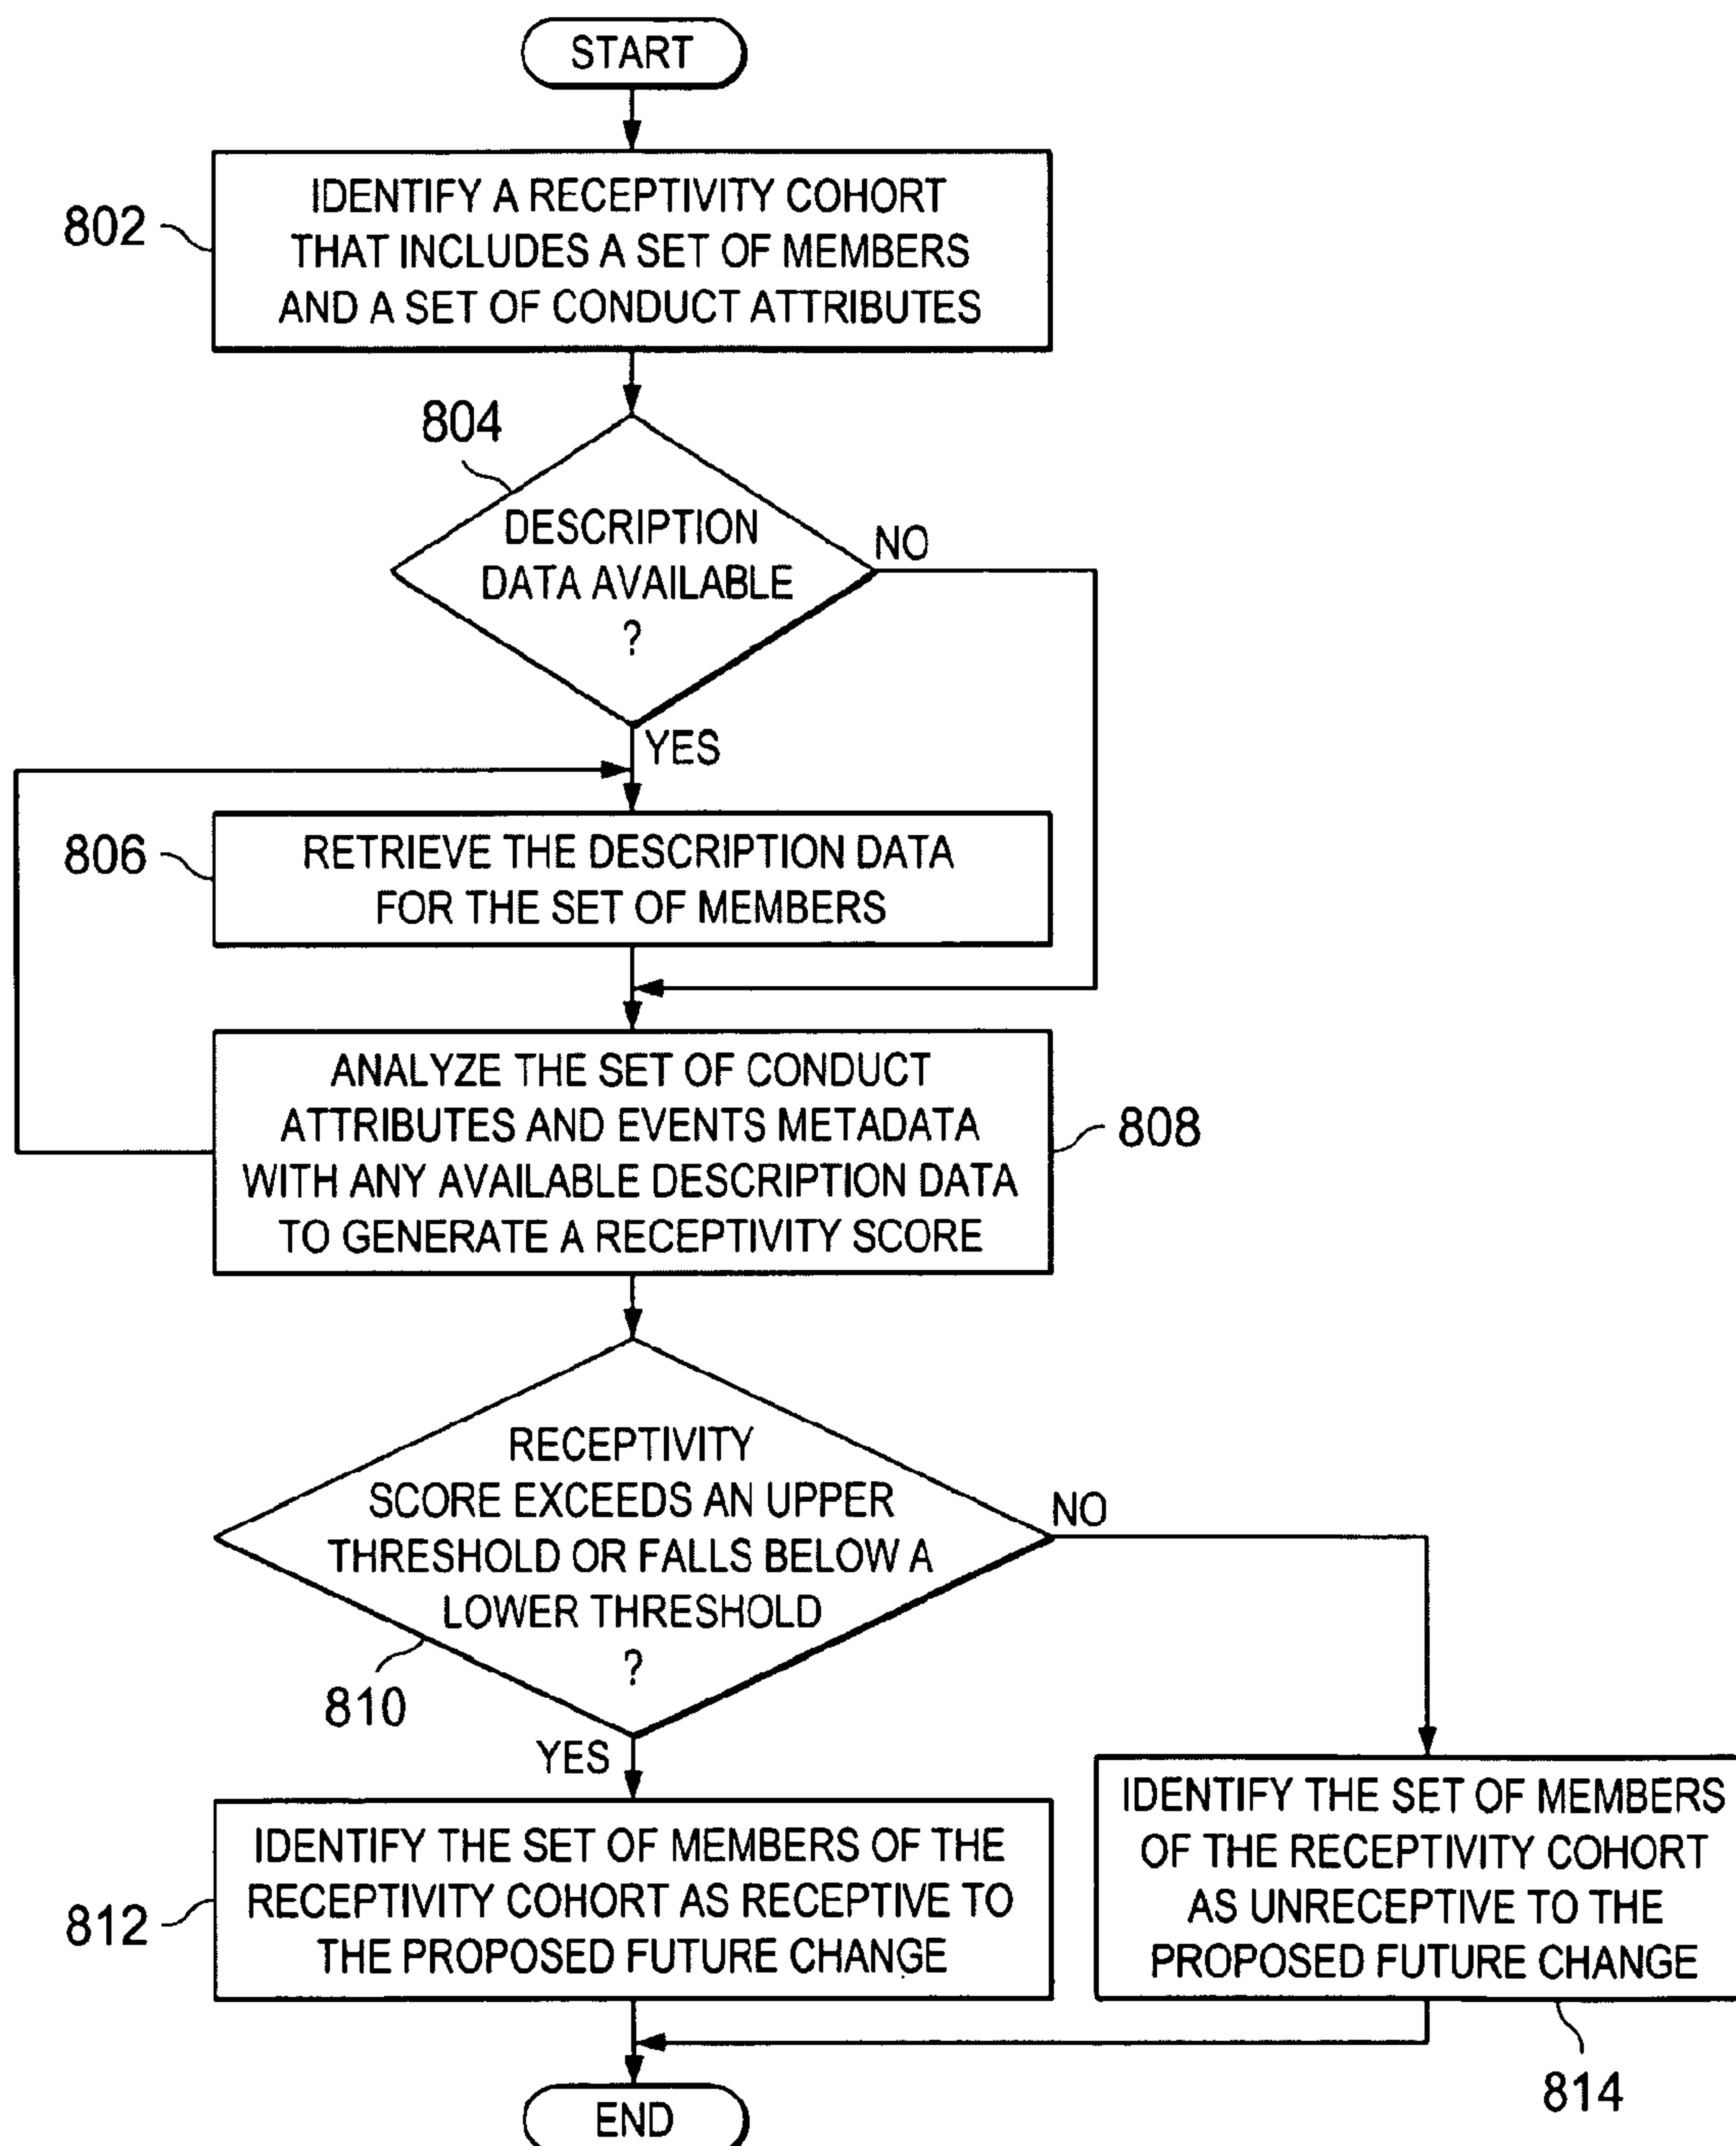 START
802
IDENTIFY A RECEPTIVITY COHORT
THAT INCLUDES A SET OF MEMBERS
AND A SET OF CONDUCT ATTRIBUTES
804
DESCRIPTION
DATA AVAILABLE
?
NO
YES
806
RETRIEVE THE DESCRIPTION DATA
FOR THE SET OF MEMBERS
ANALYZE THE SET OF CONDUCT
ATTRIBUTES AND EVENTS METADATA
WITH ANY AVAILABLE DESCRIPTION DATA
TO GENERATE A RECEPTIVITY SCORE
808
RECEPTIVITY
SCORE EXCEEDS AN UPPER
THRESHOLD OR FALLS BELOW A
LOWER THRESHOLD
?
NO
810
YES
812
IDENTIFY THE SET OF MEMBERS OF THE
RECEPTIVITY COHORT AS RECEPTIVE TO
THE PROPOSED FUTURE CHANGE
IDENTIFY THE SET OF MEMBERS
OF THE RECEPTIVITY COHORT
AS UNRECEPTIVE TO THE
PROPOSED FUTURE CHANGE
814
END